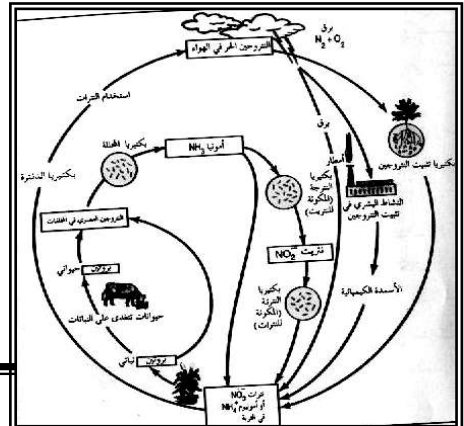 برق
N₂ + O₂
النتروجين الحر في الهواء
استخدام النترات
بكتيريا الدنترة
بكتيريا المحللة
أمونيا NH₃
برق
أمطار
بكتيريا تثبيت النتروجين
بكتيريا
النترجة
(المكونة
للنتريت)
النشاط البشري في
تثبيت النتروجين
النتروجين العضوي في المخلفات
نتريت NO₂⁻
بروتين حيواني
بكتيريا
النترتة
(المكونة
للنترات)
الأسمدة الكيميائية
حيوانات تتغذى على النباتات
بروتين نباتي
نترات NO₃⁻
أو أمونيوم NH₄⁺
في التربة